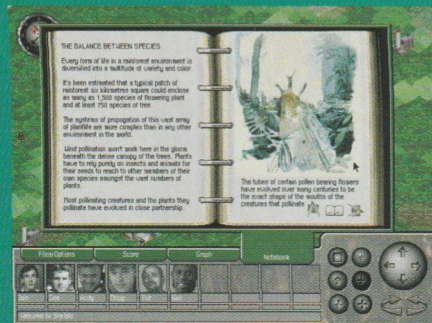 THE BALANCE BETWEEN SPECIES
Every form of life in a rainforest environment is
diversified into a multitude of variety and color.
It's been estimated that a typical patch of
rainforest six kilometres square could enclose
as many as 1,500 species of flowering plant
and at least 750 species of tree.
The systems of propagation of this vast array
of plantlife are more complex than in any other
environment in the world.
Wind pollination won't work here in the gloom
beneath the dense canopy of the trees. Plants
have to rely purely on insects and animals for
their seeds to reach to other members of their
own species amongst the vast numbers of
plants.
Most pollinating creatures and the plants they
pollinate have evolved in close partnership.
The tubes of certain pollen bearing flowers
have evolved over many centuries to be
the exact shape of the mouths of the
creatures that pollinate
Files/Options
Score
Graph
Notebook
Andy
Doug
Welcome to